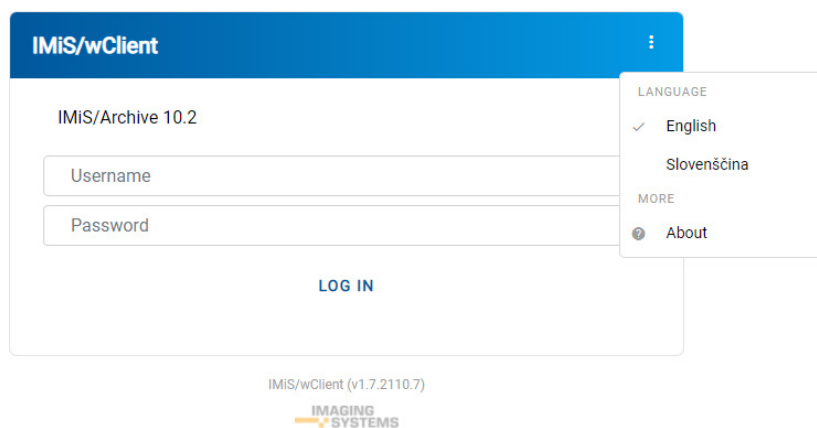 IMiS/wClient
IMiS/Archive 10.2
Username
Password
LOG IN
LANGUAGE
English
Slovenščina
MORE
About
IMiS/wClient (v1.7.2110.7)
IMAGING
SYSTEMS